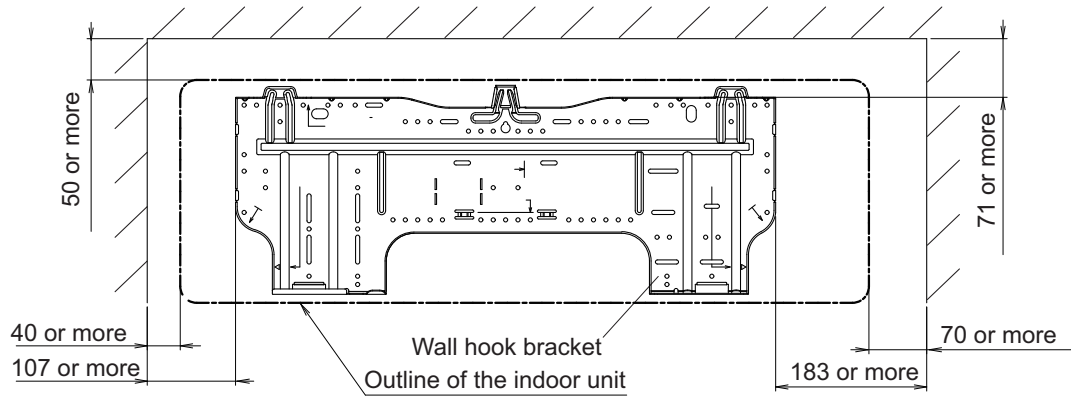 50 or more
71 or more
40 or more
107 or more
Wall hook bracket
Outline of the indoor unit
70 or more
183 or more